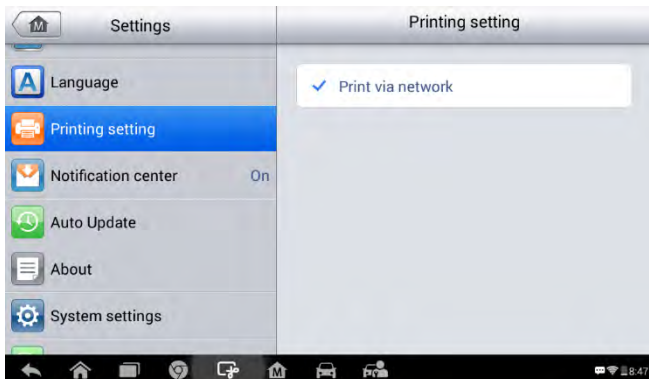 M
Settings
Printing setting
A
Language
Print via network
Printing setting
Notification center On
Auto Update
About
System settings
M
8:47